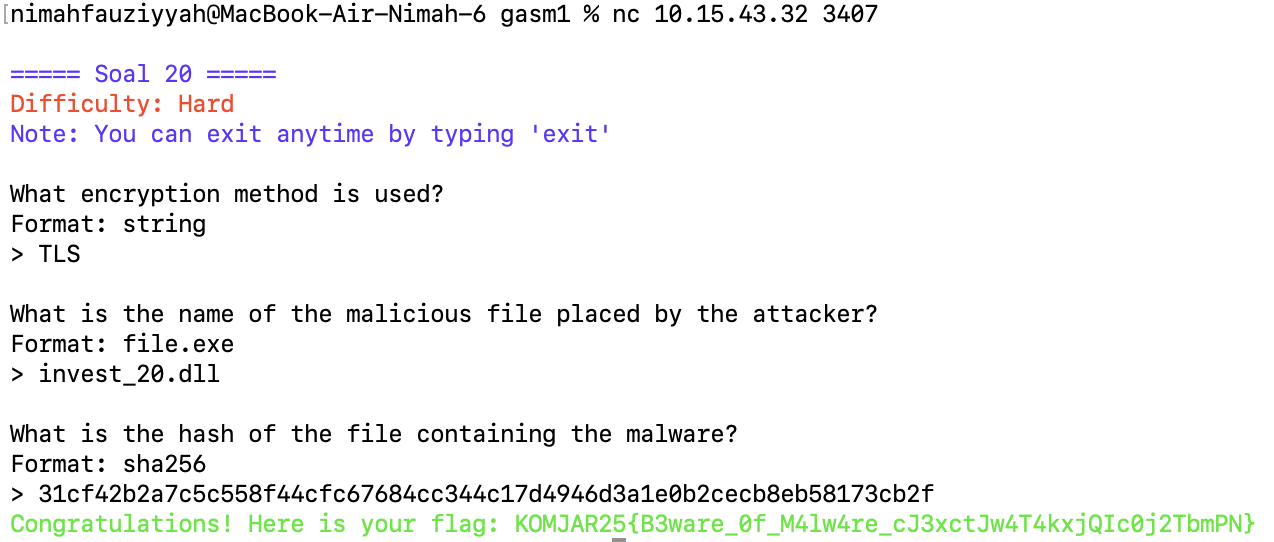 [nimahfauziyyah@MacBook-Air-Nimah-6 gasm1 % nc 10.15.43.32 3407
===== Soal 20 =====
Difficulty: Hard
Note: You can exit anytime by typing 'exit'
What encryption method is used?
Format: string
> TLS
What is the name of the malicious file placed by the attacker?
Format: file.exe
> invest_20.dll
What is the hash of the file containing the malware?
Format: sha256
> 31cf42b2a7c5c558f44cfc67684cc344c17d4946d3a1e0b2cecb8eb58173cb2f
Congratulations! Here is your flag: KOMJAR25{B3ware_0f_M4lw4re_cJ3xctJw4T4kxjQIc0j2TbmPN}